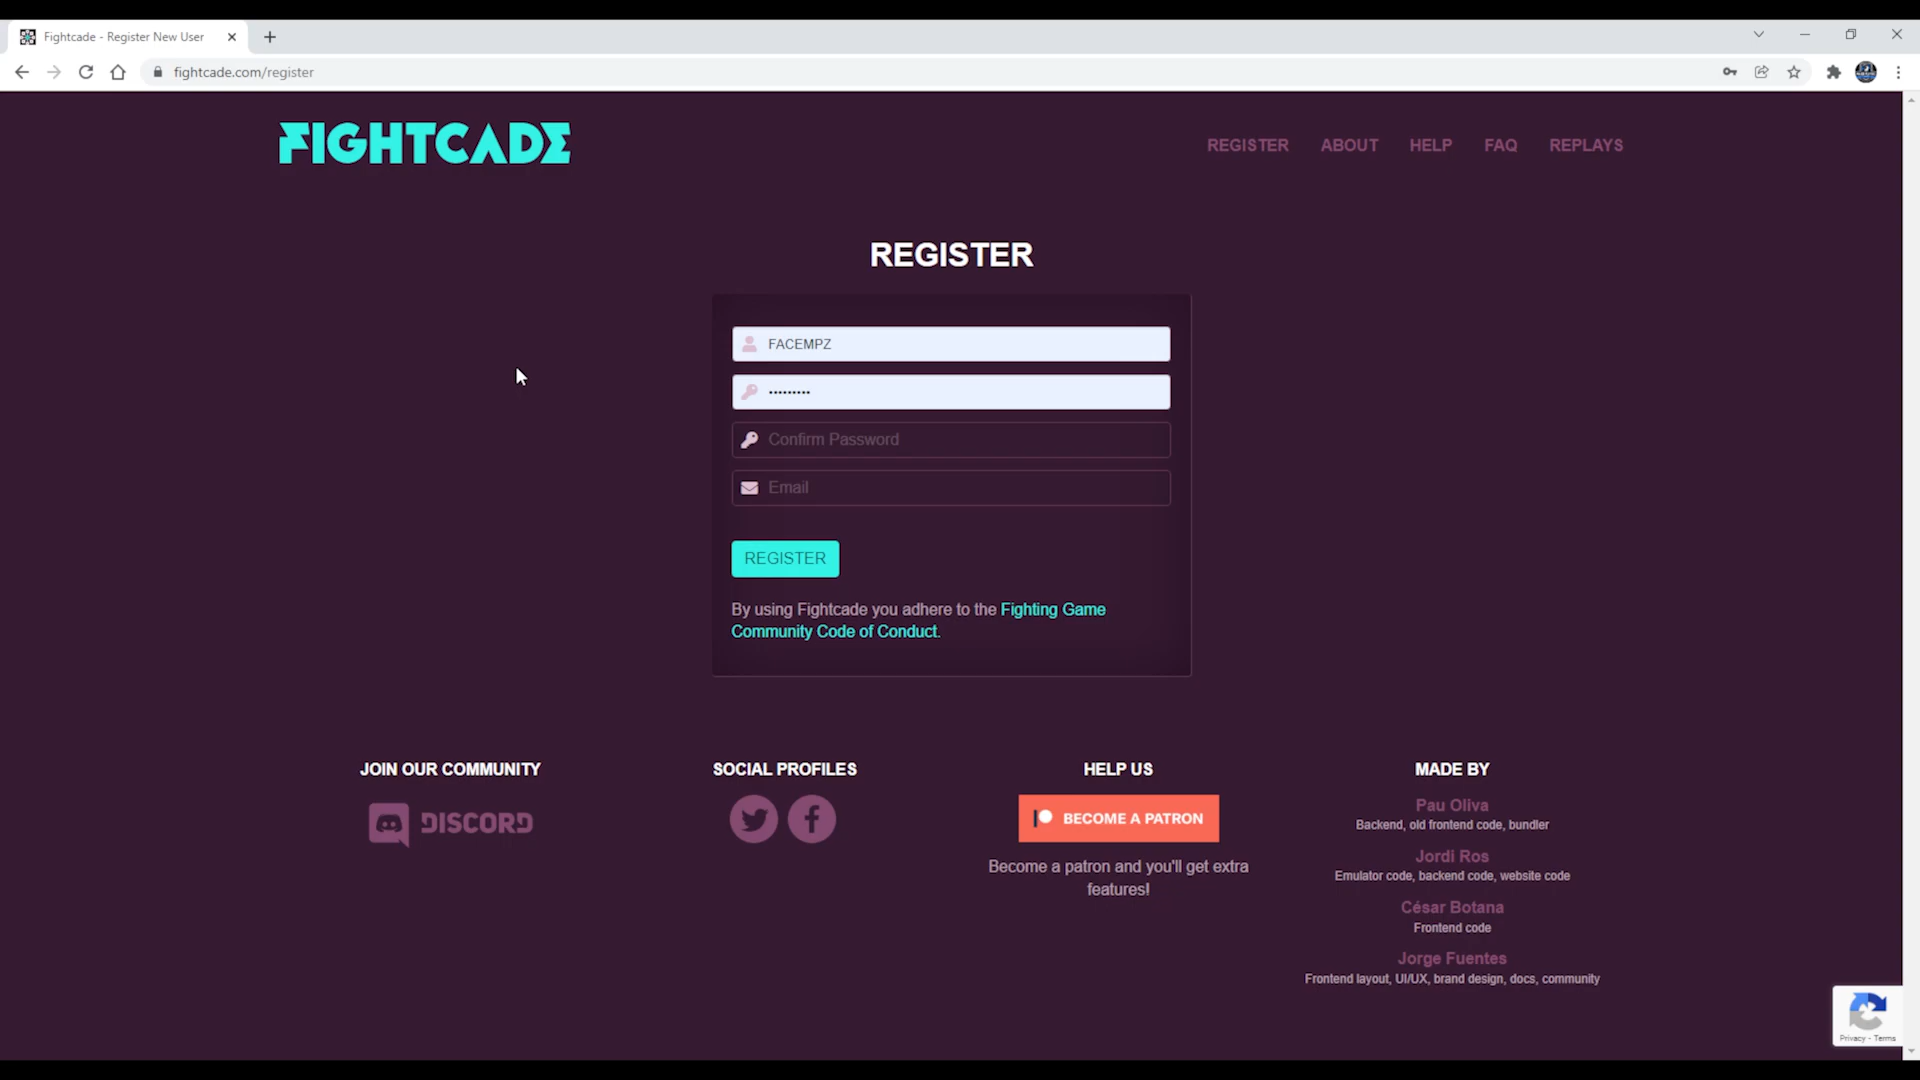 Fightcade - Register New User
fightcade.com/register
FIGHTCADE
REGISTER
ABOUT
HELP
FAQ
REPLAYS
REGISTER
FACEMPZ
•••••••••
Confirm Password
Email
REGISTER
By using Fightcade you adhere to the Fighting Game
Community Code of Conduct.
JOIN OUR COMMUNITY
DISCORD
SOCIAL PROFILES
HELP US
BECOME A PATRON
Become a patron and you'll get extra
features!
MADE BY
Pau Oliva
Backend, old frontend code, bundler
Jordi Ros
Emulator code, backend code, website code
César Botana
Frontend code
Jorge Fuentes
Frontend layout, UI/UX, brand design, docs, community
Privacy - Terms